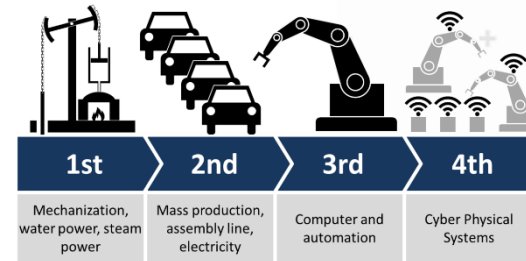 1st
2nd
3rd
4th
Mechanization,
water power, steam
power
Mass production,
assembly line,
electricity
Computer and
automation
Cyber Physical
Systems